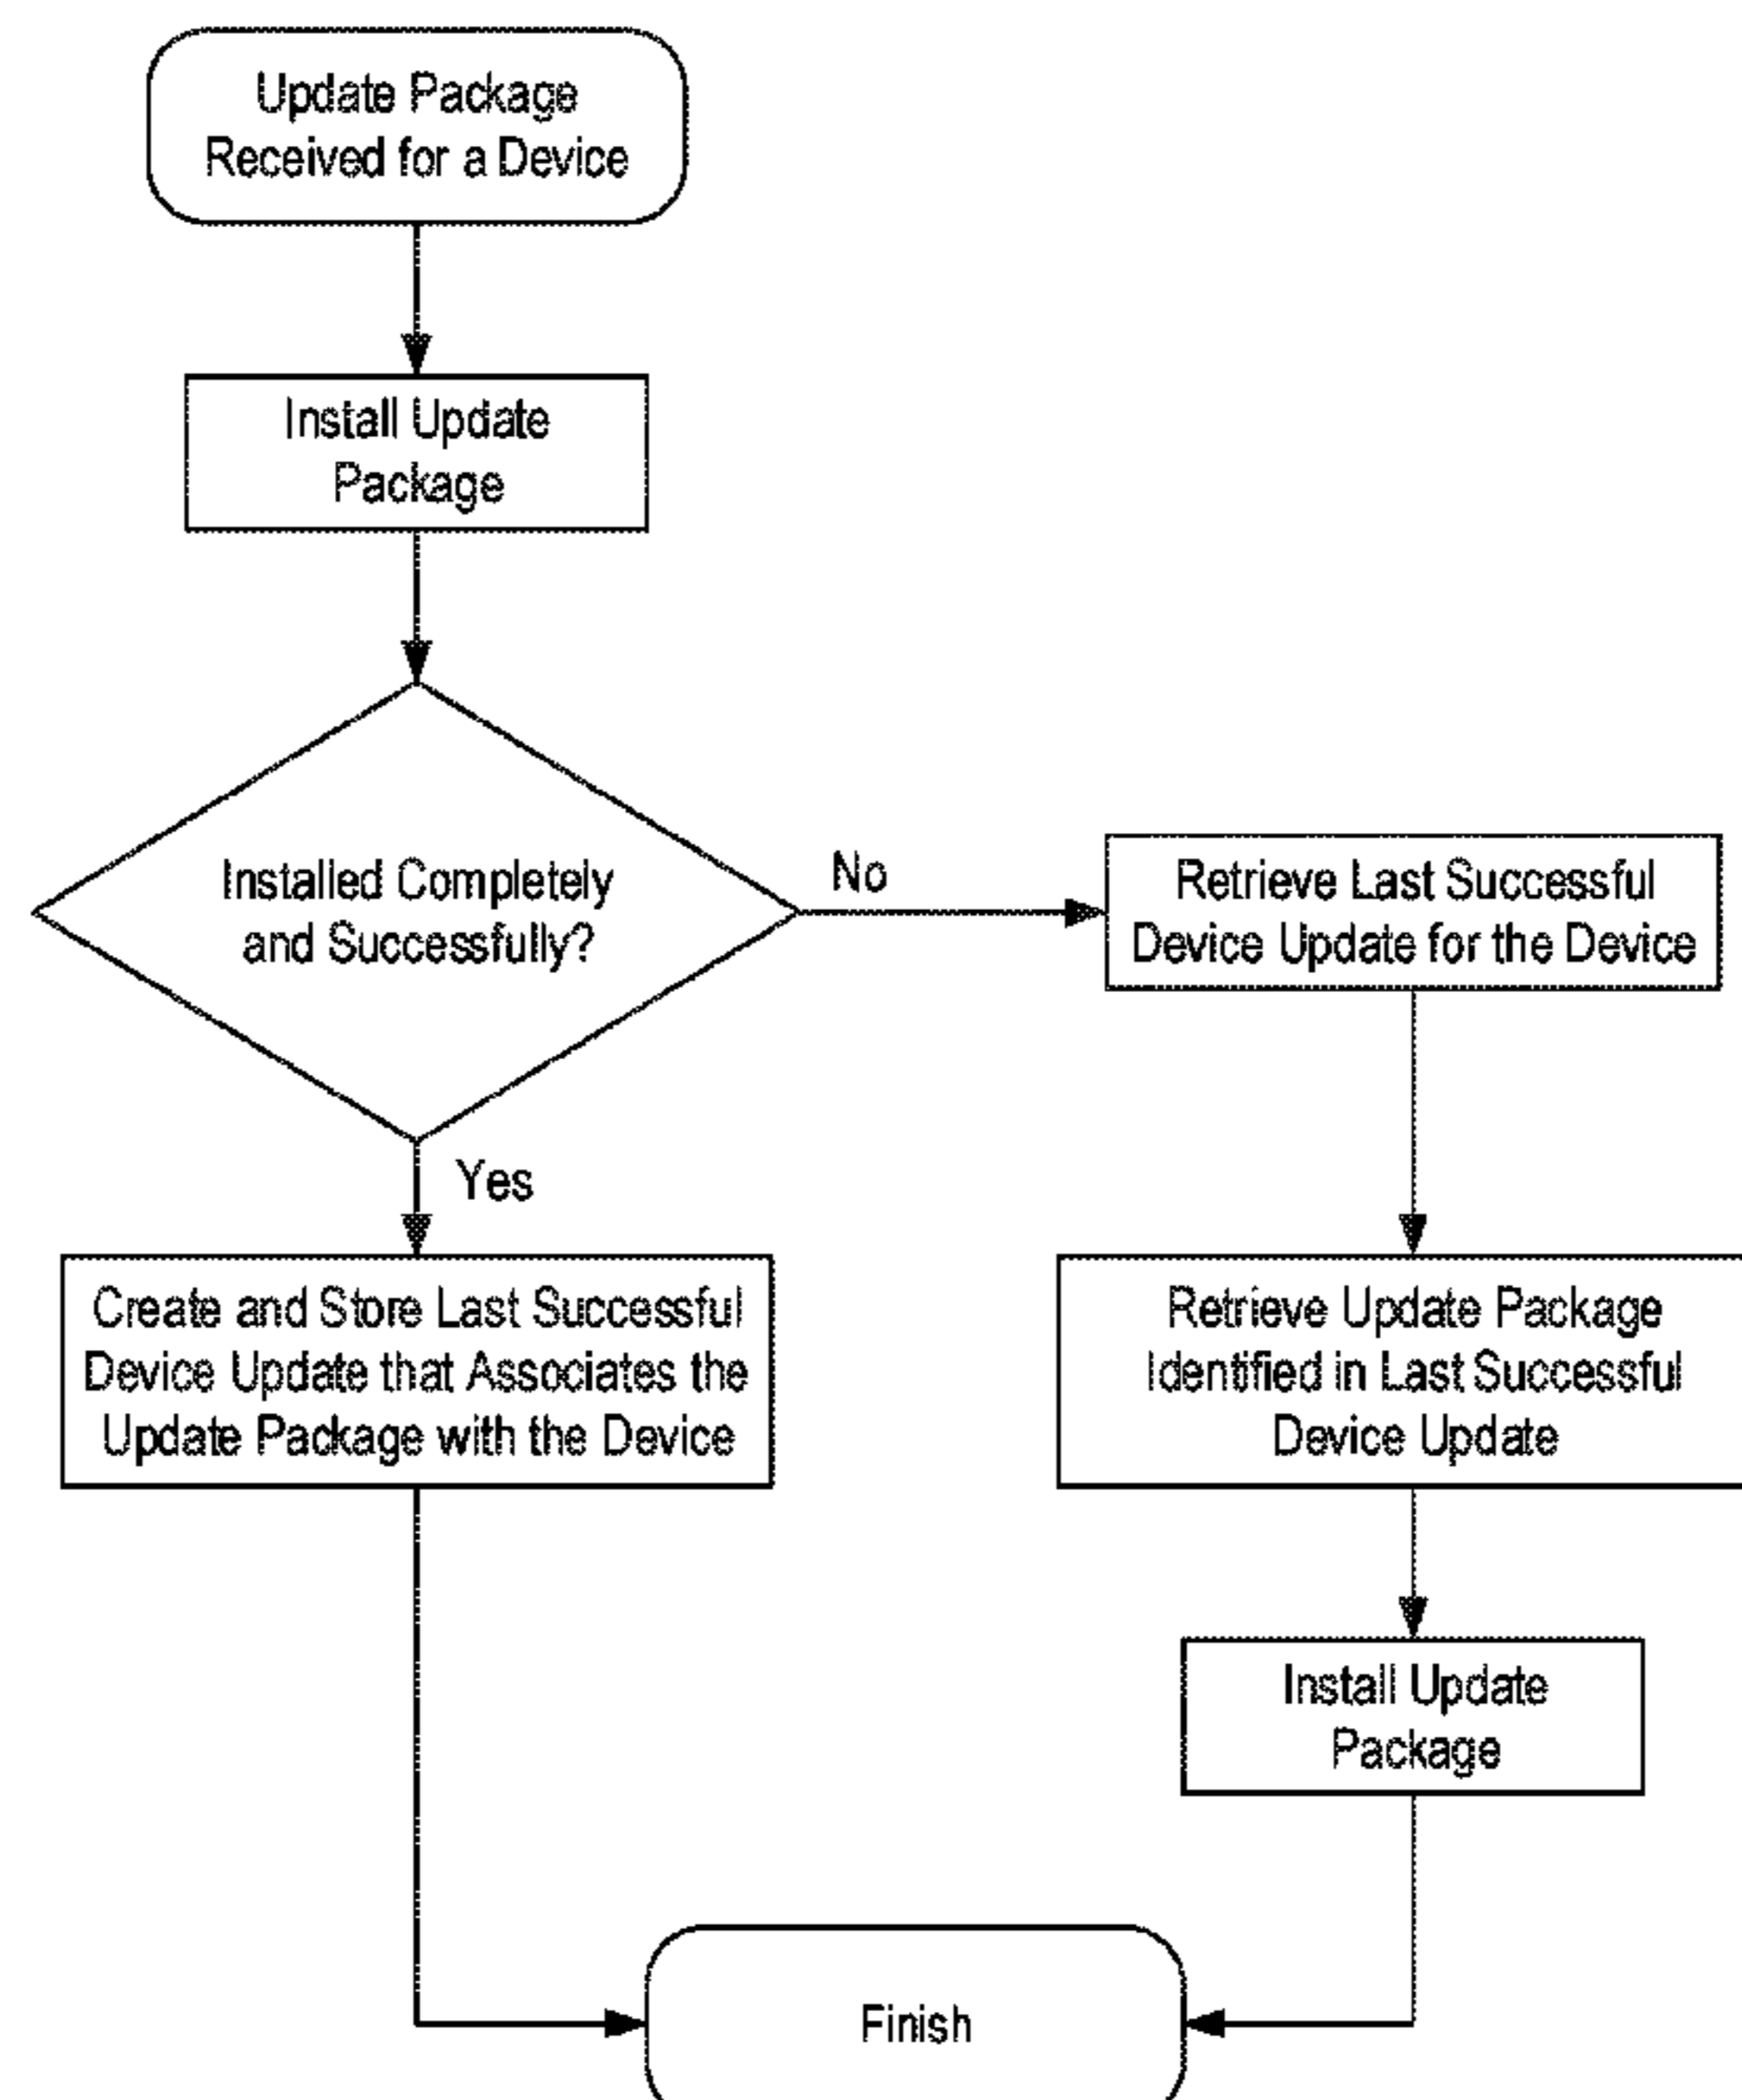 Update Package
Received for a Device
Install Update
Package
Installed Completely
and Successfully?
No
Retrieve Last Successful
Device Update for the Device
Yes
Create and Store Last Successful
Device Update that Associates the
Update Package with the Device
Retrieve Update Package
Identified in Last Successful
Device Update
Install Update
Package
Finish